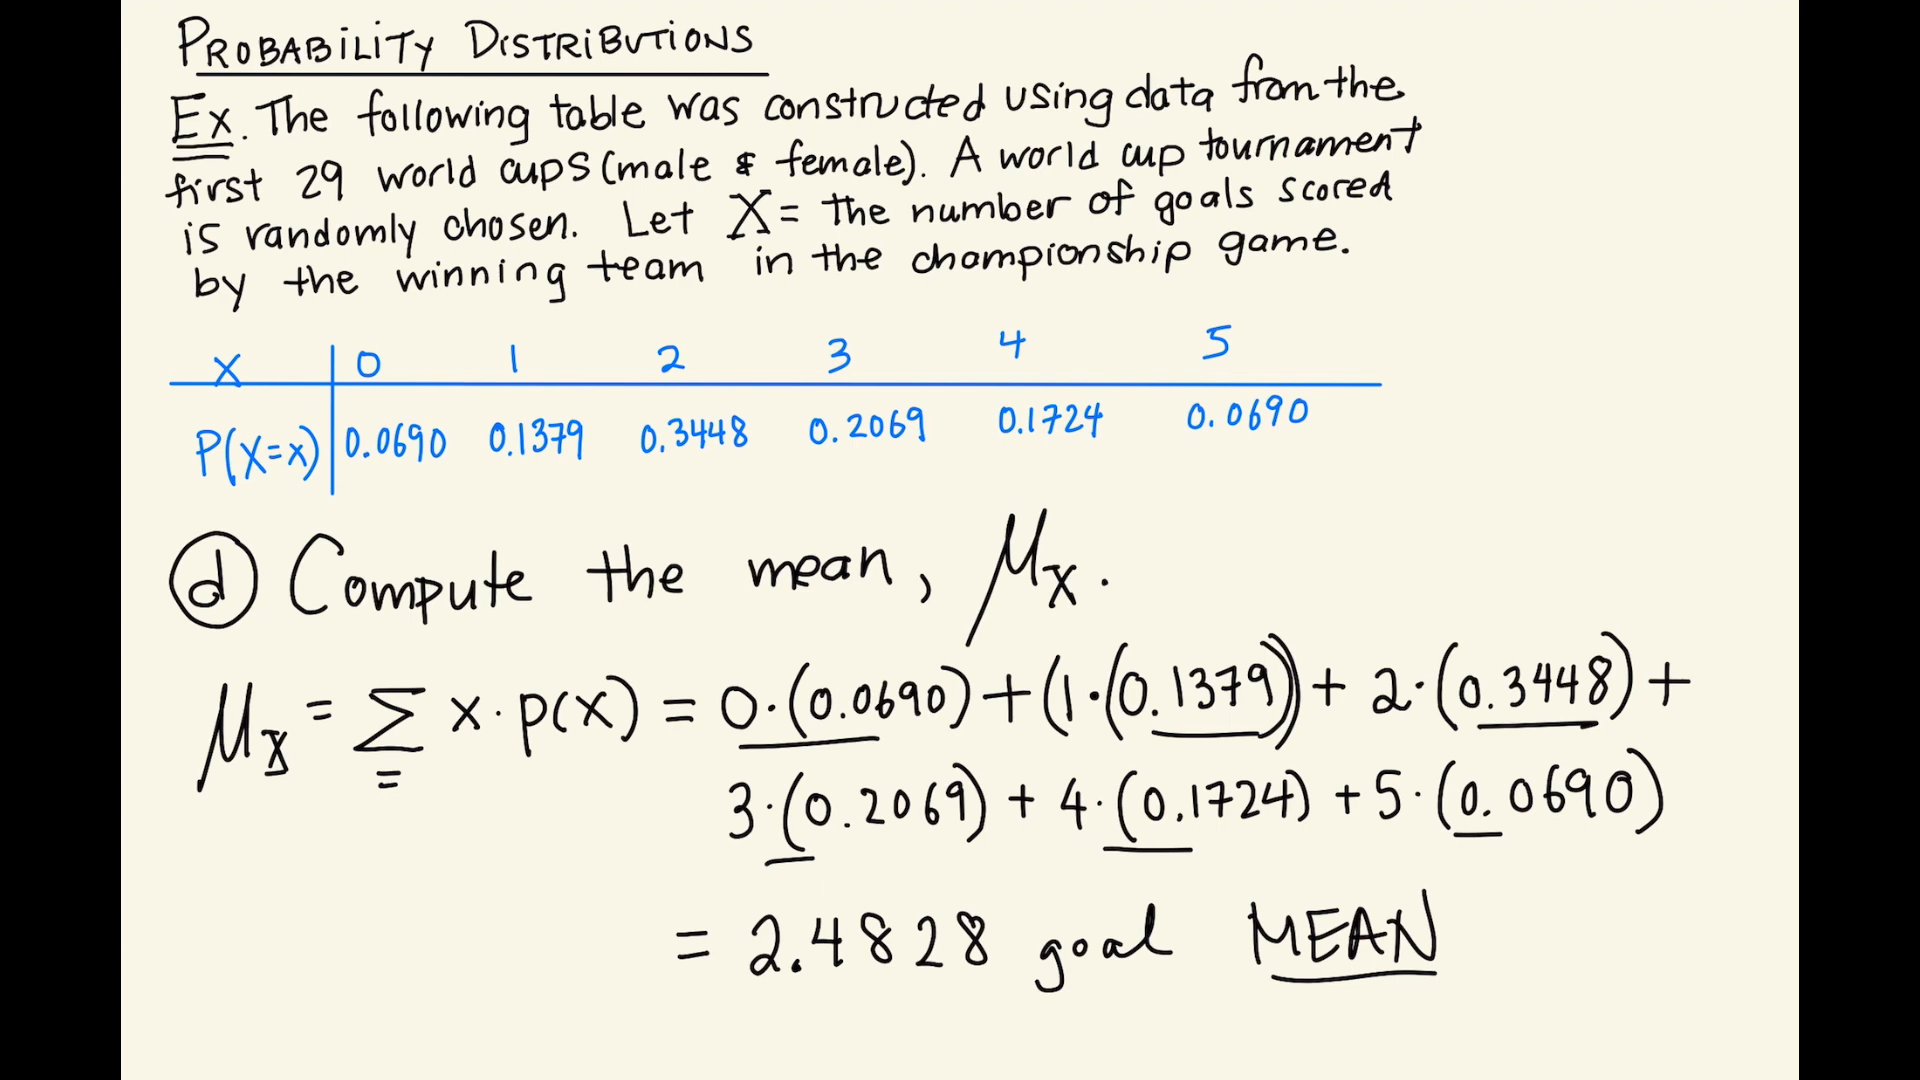 PROBABILITY DISTRIBUTIONS
Ex. The following table was constructed using data from the
first 29 world cups (male & female). A world cup tournament
is randomly chosen. Let X = the number of goals scored
by the winning team in the championship game.
x 0 1 2 3 4 5
P(X=x) 0.0690 0.1379 0.3448 0.2069 0.1724 0.0690
d Compute the mean, μx.
μx = Σ x·p(x) = 0·(0.0690) + (1·(0.1379)) + 2·(0.3448) +
3·(0.2069) + 4·(0.1724) + 5·(0.0690)
= 2.4828 goal MEAN